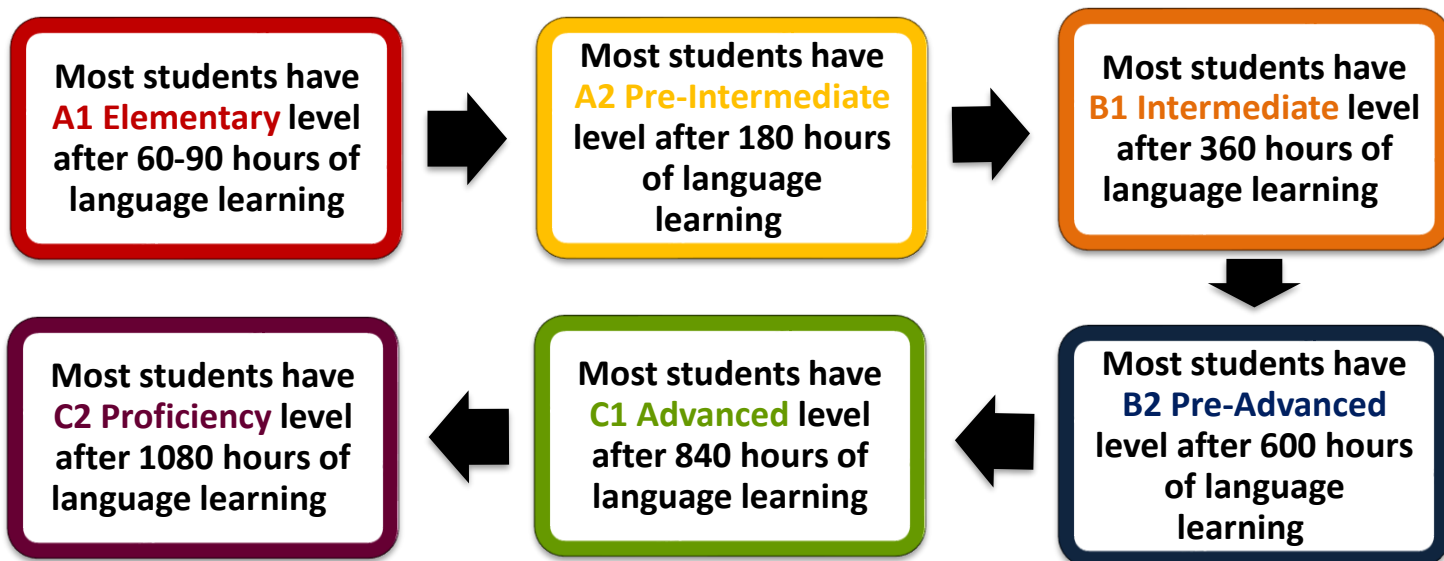 Most students have
A1 Elementary level
after 60-90 hours of
language learning
Most students have
A2 Pre-Intermediate
level after 180 hours
of language
learning
Most students have
B1 Intermediate level
after 360 hours of
language learning
Most students have
B2 Pre-Advanced
level after 600 hours
of language
learning
Most students have
C1 Advanced level
after 840 hours of
language learning
Most students have
C2 Proficiency level
after 1080 hours of
language learning